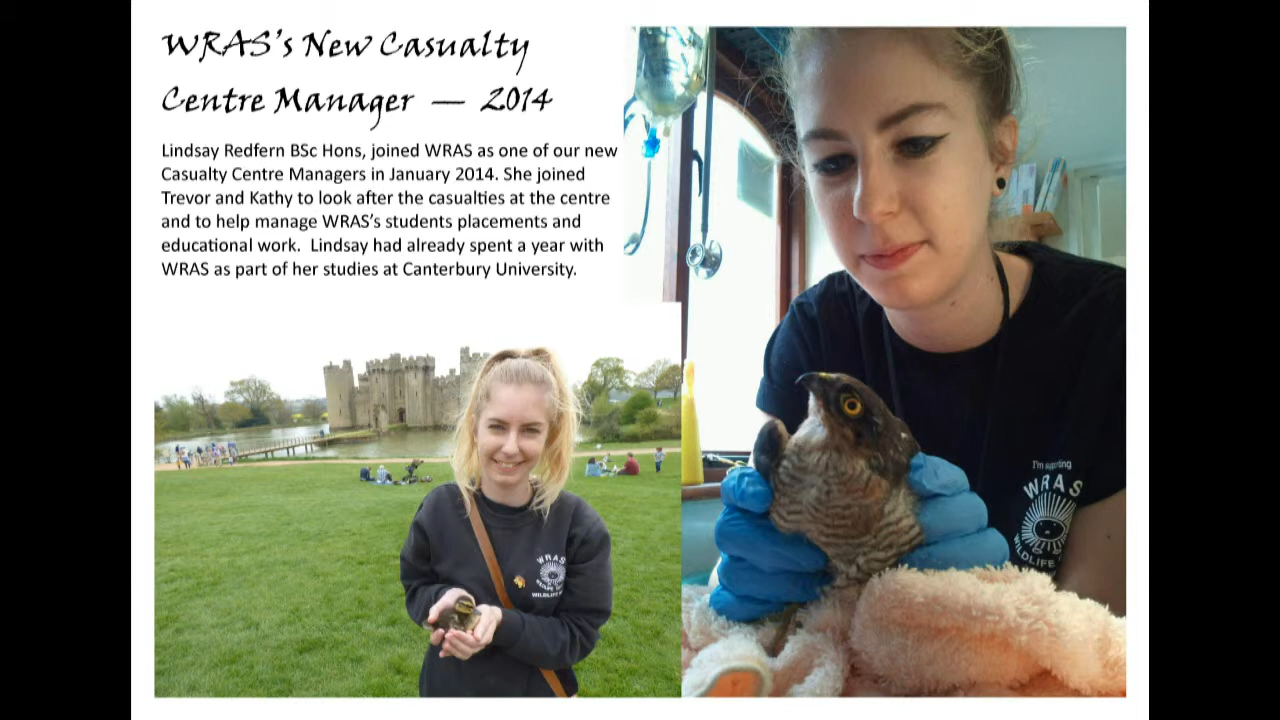 WRAS's New Casualty
Centre Manager — 2014
Lindsay Redfern BSc Hons, joined WRAS as one of our new
Casualty Centre Managers in January 2014. She joined
Trevor and Kathy to look after the casualties at the centre
and to help manage WRAS's students placements and
educational work. Lindsay had already spent a year with
WRAS as part of her studies at Canterbury University.
WRAS
WILDLIFE
I'm supporting
WRAS
WILDLIFE